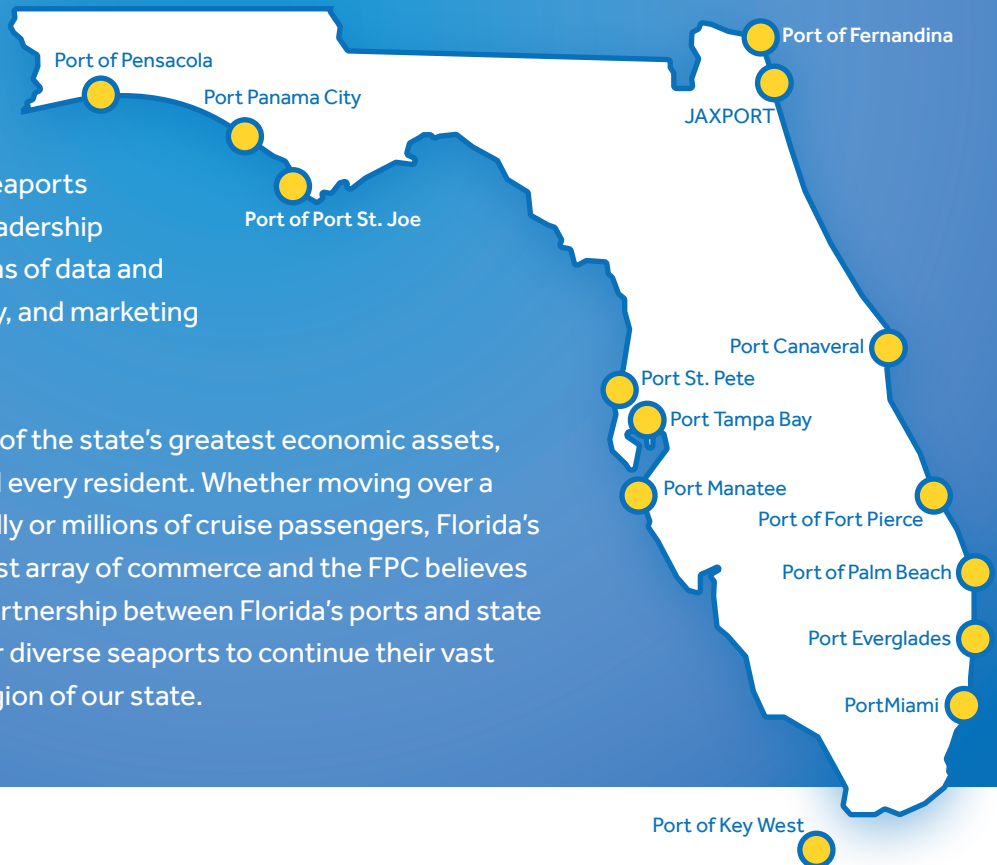 Port of Fernandina
Port of Pensacola
Port Panama City
JAXPORT
eaports
adership
Port of Port St. Joe
ns of data and
y, and marketing
Port Canaveral
Port St. Pete
Port Tampa Bay
of the state’s greatest economic assets,
l every resident. Whether moving over a
Port Manatee
Port of Fort Pierce
lly or millions of cruise passengers, Florida’s
st array of commerce and the FPC believes
Port of Palm Beach
rtnership between Florida’s ports and state
Port Everglades
r diverse seaports to continue their vast
gion of our state.
PortMiami
Port of Key West